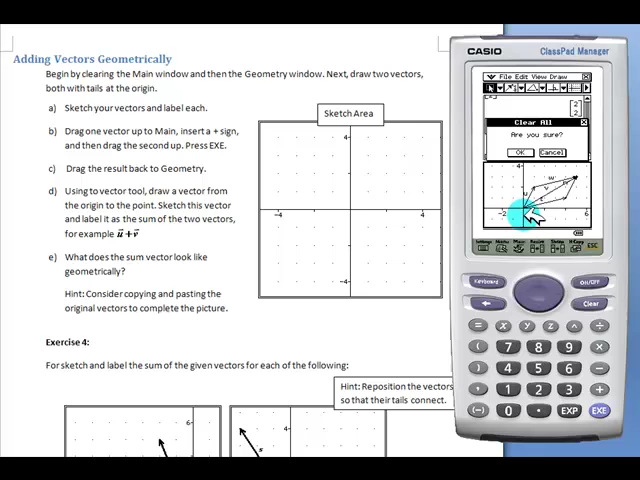 Adding Vectors Geometrically
Begin by clearing the Main window and then the Geometry window. Next, draw two vectors,
both with tails at the origin.
a) Sketch your vectors and label each.
b) Drag one vector up to Main, insert a + sign,
and then drag the second up. Press EXE.
c) Drag the result back to Geometry.
d) Using to vector tool, draw a vector from
the origin to the point. Sketch this vector
and label it as the sum of the two vectors,
for example u⃗ + v⃗
e) What does the sum vector look like
geometrically?
Hint: Consider copying and pasting the
original vectors to complete the picture.
Sketch Area
4
-4
4
-4
Exercise 4:
For sketch and label the sum of the given vectors for each of the following:
Hint: Reposition the vectors
so that their tails connect.
6
4
s
CASIO
ClassPad Manager
File Edit View Draw
2
2
Clear All
Are you sure?
OK Cancel
4
-2
6
ESC
Keyboard
ON/OFF
Clear
= x y z ^ ÷
( 7 8 9 ×
) 4 5 6 −
, 1 2 3 +
(−) 0 . EXP EXE